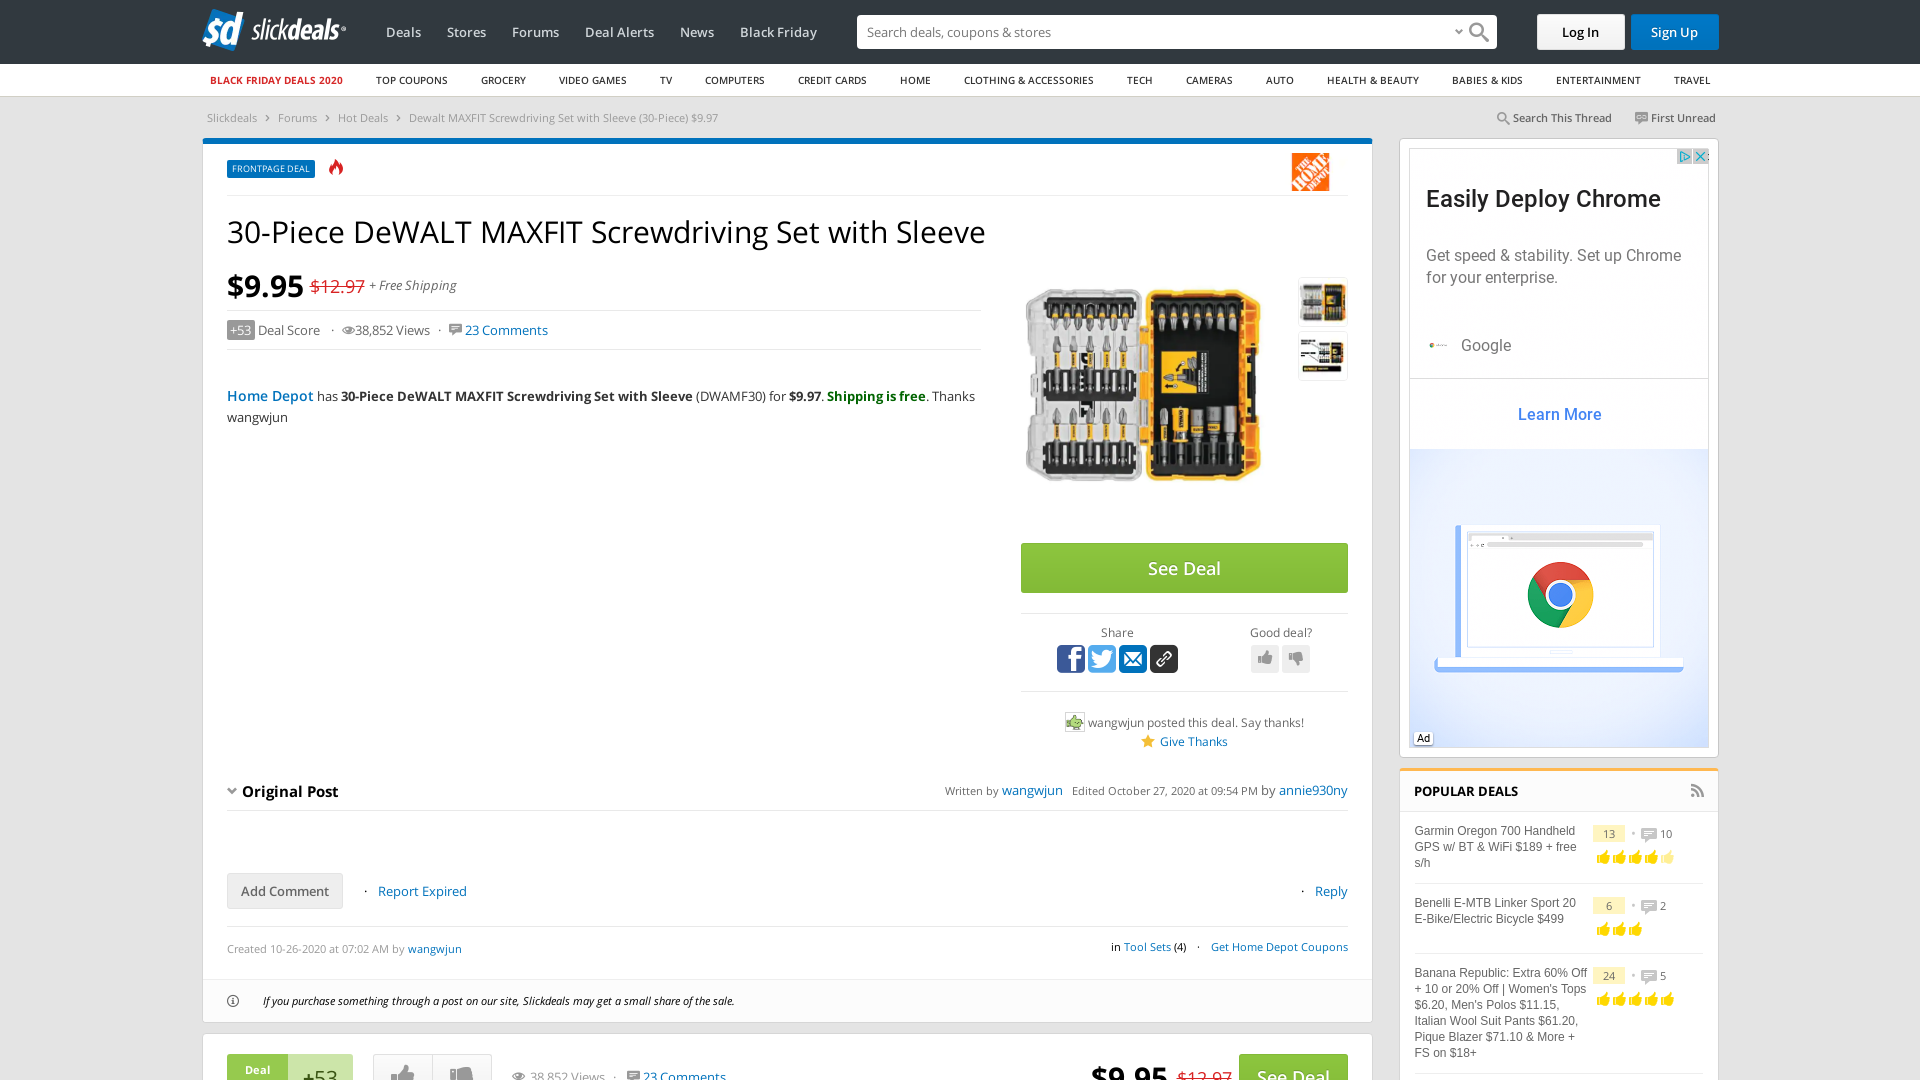 sd slickdeals
Deals Stores Forums Deal Alerts News Black Friday Search deals, coupons & stores Log In Sign Up
BLACK FRIDAY DEALS 2020 TOP COUPONS GROCERY VIDEO GAMES TV COMPUTERS CREDIT CARDS HOME CLOTHING & ACCESSORIES TECH CAMERAS AUTO HEALTH & BEAUTY BABIES & KIDS ENTERTAINMENT TRAVEL
Slickdeals › Forums › Hot Deals › Dewalt MAXFIT Screwdriving Set with Sleeve (30-Piece) $9.97
Search This Thread First Unread
FRONTPAGE DEAL
THE HOME DEPOT
30-Piece DeWALT MAXFIT Screwdriving Set with Sleeve
$9.95 $12.97 + Free Shipping
+53 Deal Score · 38,852 Views · 23 Comments
Home Depot has 30-Piece DeWALT MAXFIT Screwdriving Set with Sleeve (DWAMF30) for $9.97. Shipping is free. Thanks
wangwjun
See Deal
Share
Good deal?
wangwjun posted this deal. Say thanks!
Give Thanks
Original Post
Written by wangwjun Edited October 27, 2020 at 09:54 PM by annie930ny
Add Comment · Report Expired · Reply
Created 10-26-2020 at 07:02 AM by wangwjun
in Tool Sets (4) · Get Home Depot Coupons
If you purchase something through a post on our site, Slickdeals may get a small share of the sale.
Deal
+53
38,852 Views · 23 Comments
$9.95 $12.97 See Deal
Easily Deploy Chrome
Get speed & stability. Set up Chrome
for your enterprise.
Google
Learn More
Ad
POPULAR DEALS
Garmin Oregon 700 Handheld
GPS w/ BT & WiFi $189 + free
s/h
13 • 10
Benelli E-MTB Linker Sport 20
E-Bike/Electric Bicycle $499
6 • 2
Banana Republic: Extra 60% Off
+ 10 or 20% Off | Women's Tops
$6.20, Men's Polos $11.15,
Italian Wool Suit Pants $61.20,
Pique Blazer $71.10 & More +
FS on $18+
24 • 5